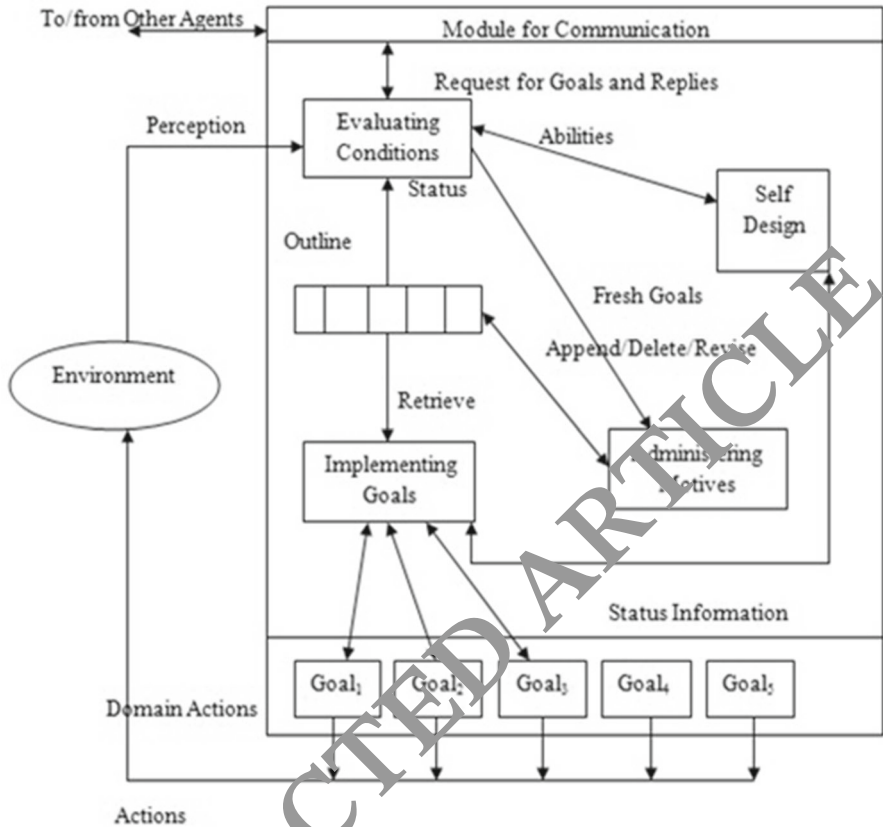 To/from Other Agents
Module for Communication
Request for Goals and Replies
Perception
Evaluating
Conditions
Abilities
Status
Self
Design
Outline
Fresh Goals
Append/Delete/Revise
Environment
Retrieve
Implementing
Goals
Administering
Motives
Status Information
Goal₁
Goal₂
Goal₃
Goal₄
Goal₅
Domain Actions
Actions
CTED ARTICLE